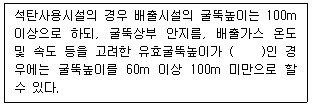 석탄사용시설의 경우 배출시설의 굴뚝높이는 100m
이상으로 하되, 굴뚝상부 안지름, 배출가스 온도
및 속도 등을 고려한 유효굴뚝높이가 (    )인 경
우에는 굴뚝높이를 60m 이상 100m 미만으로 할
수 있다.